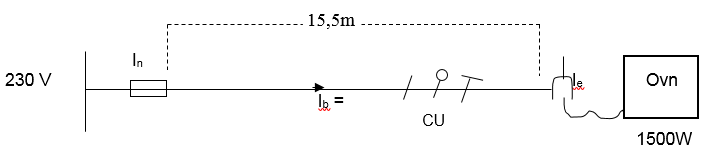 15,5m
In
230 V
Ib =
CU
Ie
Ovn
1500W